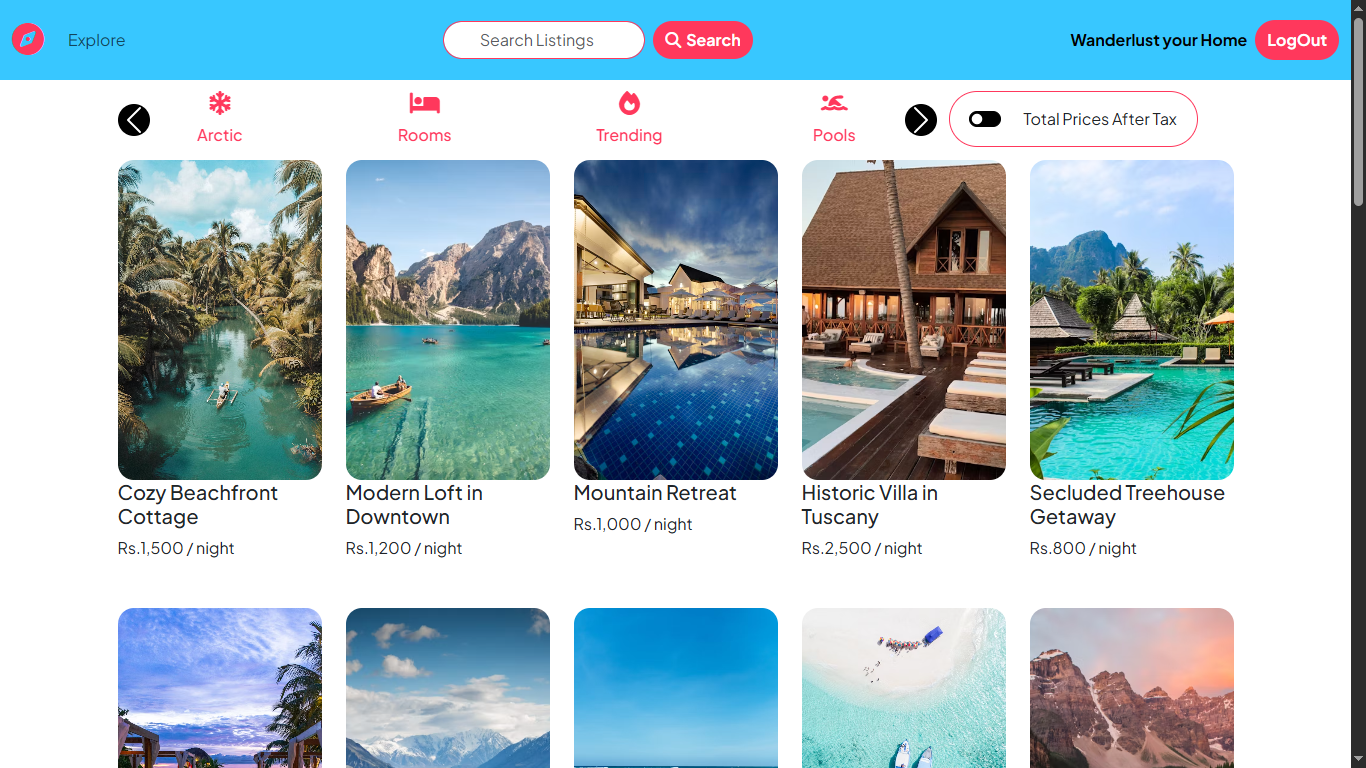 Explore
Search Listings
Search
Wanderlust your Home
LogOut
Arctic
Rooms
Trending
Pools
Total Prices After Tax
Cozy Beachfront
Cottage
Rs.1,500 / night
Modern Loft in
Downtown
Rs.1,200 / night
Mountain Retreat
Rs.1,000 / night
Historic Villa in
Tuscany
Rs.2,500 / night
Secluded Treehouse
Getaway
Rs.800 / night